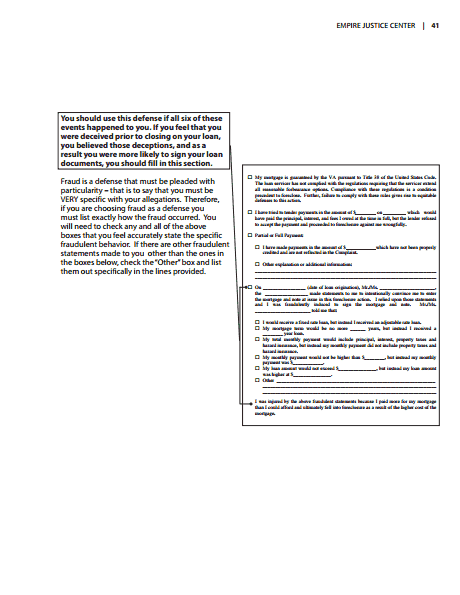 EMPIRE JUSTICE CENTER | 41
You should use this defense if all six of these
events happened to you. If you feel that you
were deceived prior to closing on your loan,
you believed those deceptions, and as a
result you were more likely to sign your loan
documents, you should fill in this section.
Fraud is a defense that must be pleaded with
particularity – that is to say that you must be
VERY specific with your allegations. Therefore,
if you are choosing fraud as a defense you
must list exactly how the fraud occurred. You
will need to check any and all of the above
boxes that you feel accurately state the specific
fraudulent behavior. If there are other fraudulent
statements made to you other than the ones in
the boxes below, check the "Other" box and list
them out specifically in the lines provided.
☐ My mortgage is guaranteed by the VA pursuant to Title 38 of the United States Code.
The loan servicer has not complied with the regulations requiring that the servicer extend
all reasonable forbearance options. Compliance with these regulations is a condition
precedent to foreclosure. Further, failure to comply with these rules gives rise to equitable
defenses to this action.
☐ I have tried to tender payments in the amount of $______ on ________ which would
have paid the principal, interest, and fees I owed at the time in full, but the lender refused
to accept the payment and proceeded to foreclosure against me wrongfully.
☐ Partial or Full Payment:
☐ I have made payments in the amount of $________ which have not been properly
credited and are not reflected in the Complaint.
☐ Other explanation or additional information:
☐ On ____________ (date of loan origination), Mr./Ms. ____________,
the ____________ made statements to me to intentionally convince me to enter
the mortgage and note at issue in this foreclosure action. I relied upon those statements
and I was fraudulently induced to sign the mortgage and note. Mr./Ms.
____________ told me that:
☐ I would receive a fixed rate loan, but instead I received an adjustable rate loan.
☐ My mortgage term would be no more ______ years, but instead I received a
______ year loan.
☐ My total monthly payment would include principal, interest, property taxes and
hazard insurance, but instead my monthly payment did not include property taxes and
hazard insurance.
☐ My monthly payment would not be higher than $______, but instead my monthly
payment was $________.
☐ My loan amount would not exceed $__________, but instead my loan amount
was higher at $__________.
☐ Other ____________
I was injured by the above fraudulent statements because I paid more for my mortgage
than I could afford and ultimately fell into foreclosure as a result of the higher cost of the
mortgage.